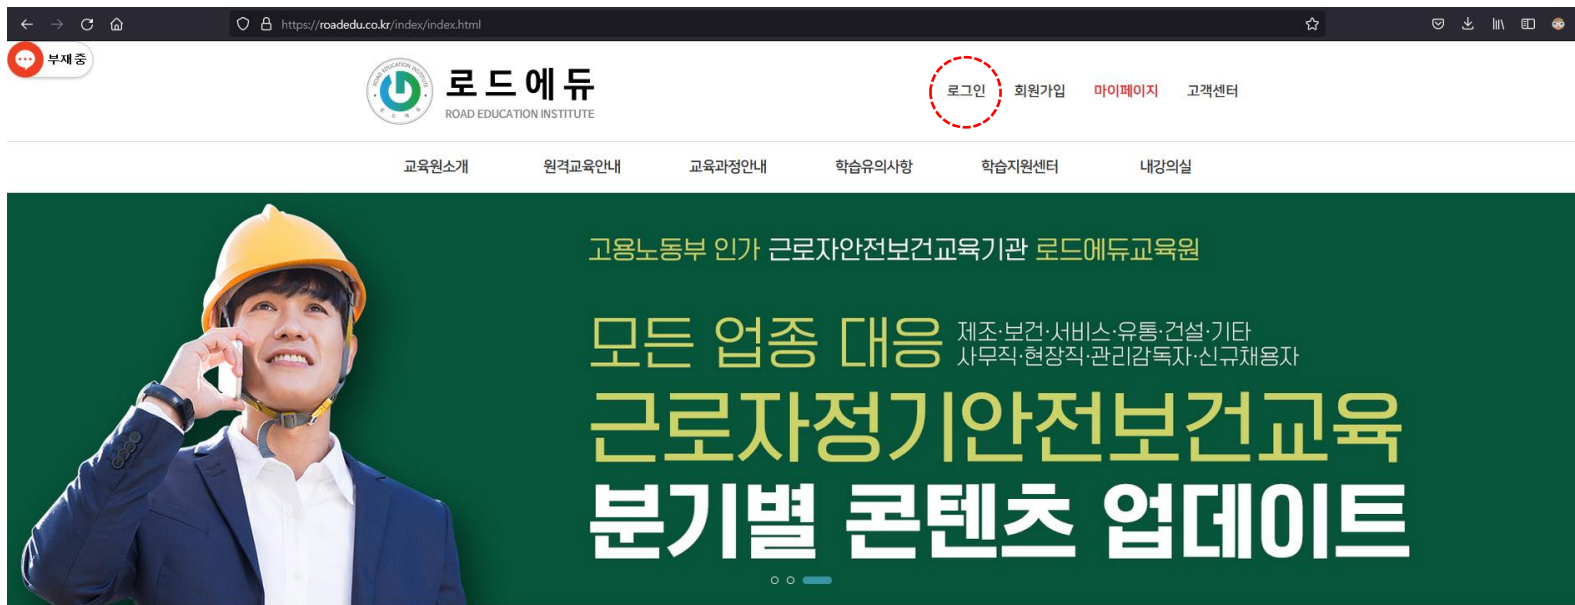 https://roadedu.co.kr/index/index.html
부재중
로드에듀
ROAD EDUCATION INSTITUTE
로그인 회원가입 마이페이지 고객센터
교육원소개 원격교육안내 교육과정안내 학습유의사항 학습지원센터 내강의실
고용노동부 인가 근로자안전보건교육기관 로드에듀교육원
모든 업종 대응
제조·보건·서비스·유통·건설·기타
사무직·현장직·관리감독자·신규채용자
근로자정기안전보건교육
분기별 콘텐츠 업데이트